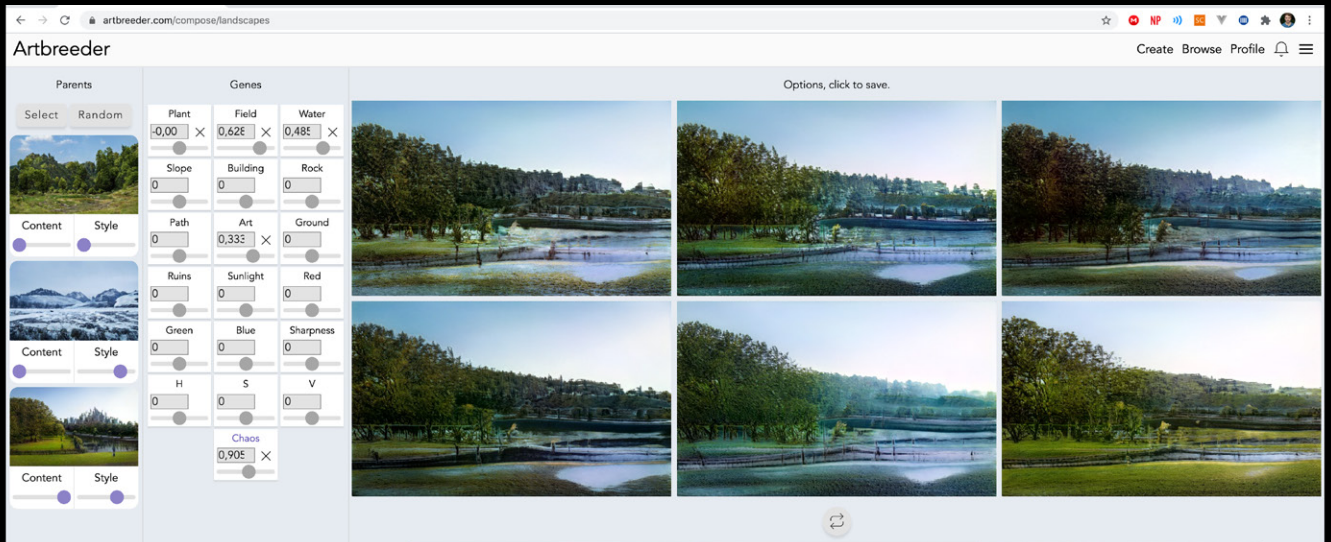 artbreeder.com/compose/landscapes
NP
SC
Artbreeder
Create Browse Profile
Parents
Genes
Options, click to save.
Select Random
Plant Field Water
-0,00 0,628 0,485
Slope Building Rock
0 0 0
Content Style
Path Art Ground
0 0,333 0
Ruins Sunlight Red
0 0 0
Green Blue Sharpness
0 0 0
Content Style
H S V
0 0 0
Chaos
0,905
Content Style